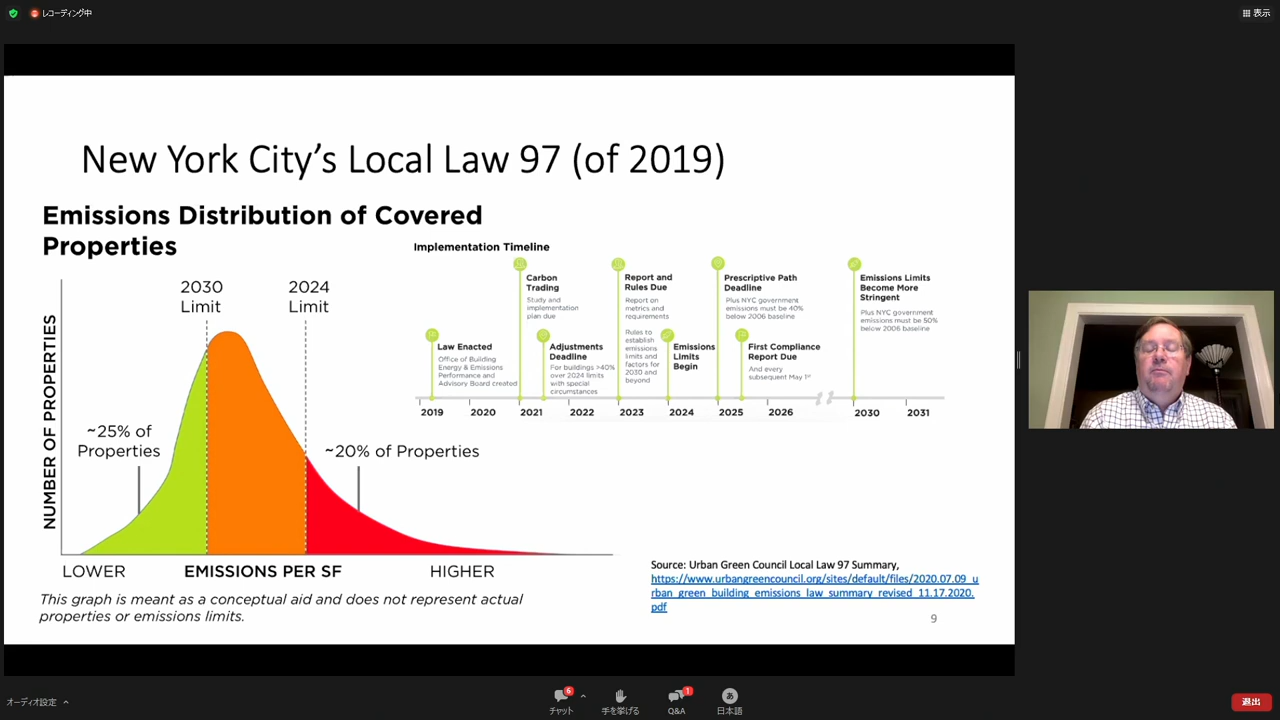 レコーディング中
表示
New York City's Local Law 97 (of 2019)
Emissions Distribution of Covered
Properties
2030
Limit
2024
Limit
~25% of
Properties
~20% of Properties
NUMBER OF PROPERTIES
LOWER
EMISSIONS PER SF
HIGHER
This graph is meant as a conceptual aid and does not represent actual
properties or emissions limits.
Implementation Timeline
Carbon
Trading
Study and
implementation
plan due
Report and
Rules Due
Report on
metrics and
requirements
Rules to
establish
emissions
limits and
factors for
2030 and
beyond
Prescriptive Path
Deadline
Plus NYC government
emissions must be 40%
below 2006 baseline
Emissions Limits
Become More
Stringent
Plus NYC government
emissions must be 50%
below 2006 baseline
Law Enacted
Office of Building
Energy & Emissions
Performance and
Advisory Board created
Adjustments
Deadline
For buildings >40%
over 2024 limits
with special
circumstances
Emissions
Limits
Begin
First Compliance
Report Due
And every
subsequent May 1st
2019
2020
2021
2022
2023
2024
2025
2026
2030
2031
Source: Urban Green Council Local Law 97 Summary,
https://www.urbangreencouncil.org/sites/default/files/2020.07.09_u
rban_green_building_emissions_law_summary_revised_11.17.2020.
pdf
9
オーディオ設定
6
チャット
手を挙げる
1
Q&A
あ
日本語
退出